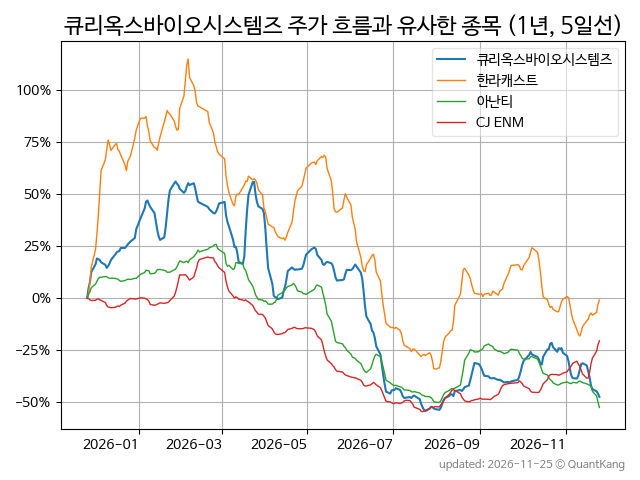 큐리옥스바이오시스템즈 주가 흐름과 유사한 종목 (1년, 5일선)
큐리옥스바이오시스템즈
한라캐스트
아난티
CJ ENM
100%
75%
50%
25%
0%
−25%
−50%
2026-01
2026-03
2026-05
2026-07
2026-09
2026-11
updated: 2026-11-25 © QuantKang